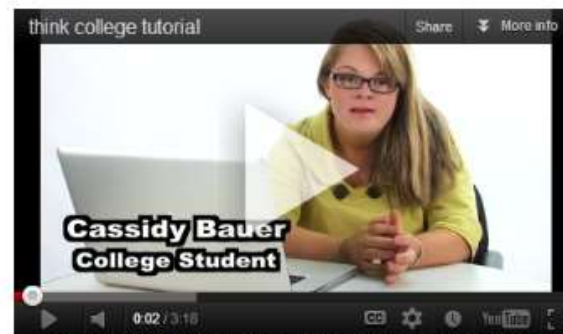 think college tutorial
Share
More info
Cassidy Bauer
College Student
0:02 / 3:18
CC
YouTube